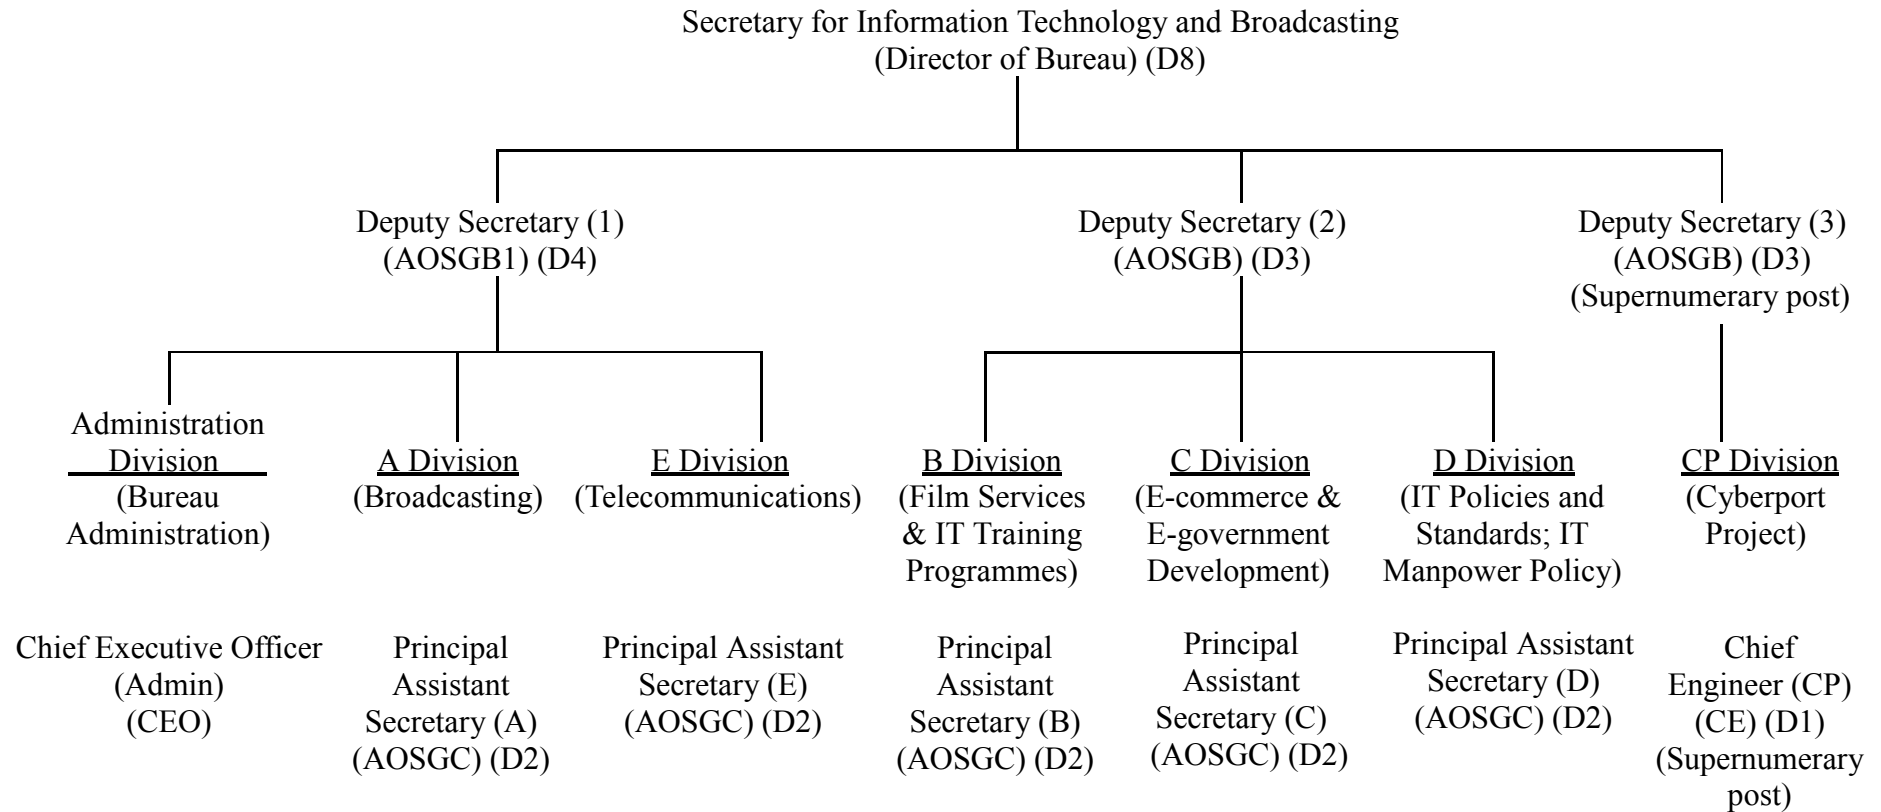 Secretary for Information Technology and Broadcasting
(Director of Bureau) (D8)
Deputy Secretary (1)
(AOSGB1) (D4)
Deputy Secretary (2)
(AOSGB) (D3)
Deputy Secretary (3)
(AOSGB) (D3)
(Supernumerary post)
Administration
Division
(Bureau
Administration)
A Division
(Broadcasting)
E Division
(Telecommunications)
B Division
(Film Services
& IT Training
Programmes)
C Division
(E-commerce &
E-government
Development)
D Division
(IT Policies and
Standards; IT
Manpower Policy)
CP Division
(Cyberport
Project)
Chief Executive Officer
(Admin)
(CEO)
Principal
Assistant
Secretary (A)
(AOSGC) (D2)
Principal Assistant
Secretary (E)
(AOSGC) (D2)
Principal
Assistant
Secretary (B)
(AOSGC) (D2)
Principal
Assistant
Secretary (C)
(AOSGC) (D2)
Principal Assistant
Secretary (D)
(AOSGC) (D2)
Chief
Engineer (CP)
(CE) (D1)
(Supernumerary
post)